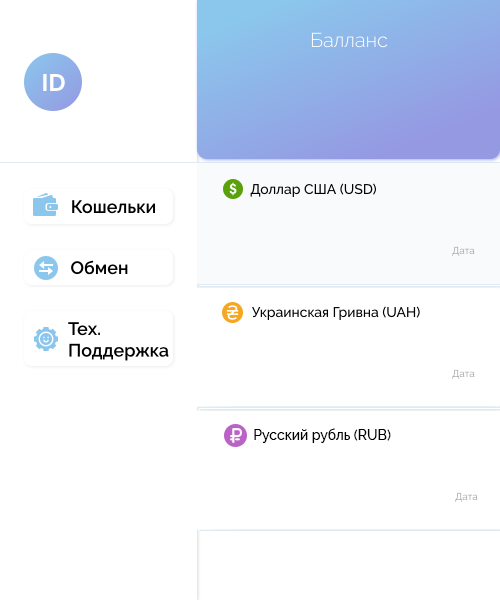 Балланс
ID
Кошельки
Обмен
Тех.
Поддержка
Доллар США (USD)
Дата
Украинская Гривна (UAH)
Дата
Русский рубль (RUB)
Дата